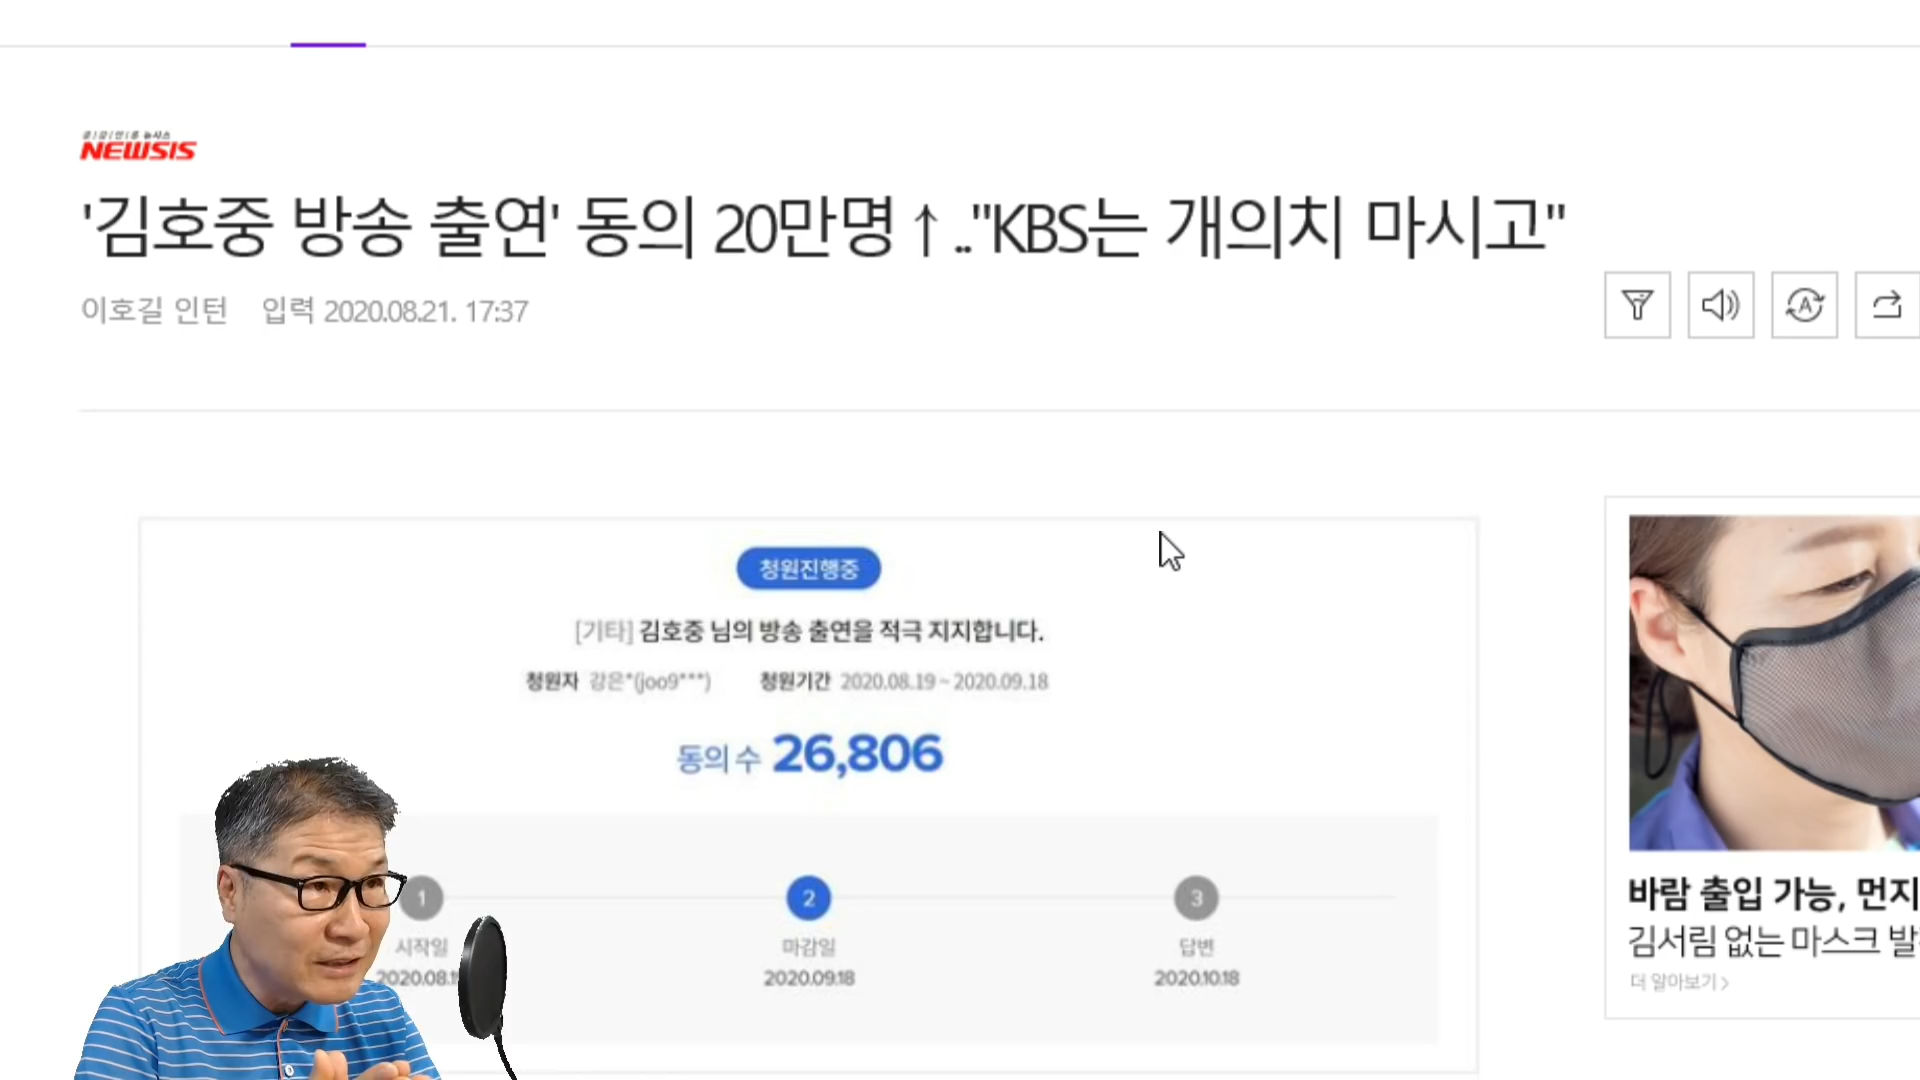 NEWSIS
'김호중 방송 출연' 동의 20만명↑.."KBS는 개의치 마시고"
이호길 인턴 입력 2020.08.21. 17:37
청원진행중
[기타] 김호중 님의 방송 출연을 적극 지지합니다.
청원자 강은*(joo9***) 청원기간 2020.08.19 ~ 2020.09.18
동의 수 26,806
1 2 3
시작일 마감일 답변
2020.08.19 2020.09.18 2020.10.18
바람 출입 가능, 먼지
김서림 없는 마스크 발
더 알아보기 >